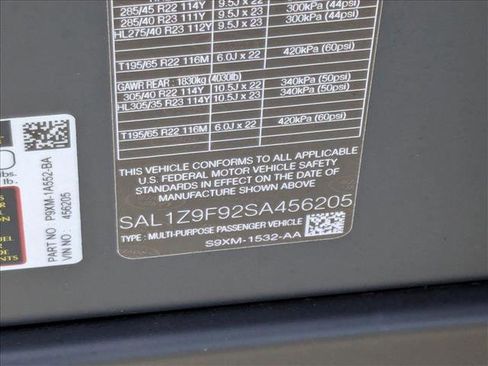 285/45 R22 114Y 9.5J x 22 300kPa (44psi)
285/40 R23 111Y 9.5J x 23 300kPa (44psi)
HL275/40 R23 112Y
T195/65 R22 116M 6.0J x 22 420kPa (60psi)
GAWR REAR : 1830kg (4030lb)
305/40 R22 114Y 10.5J x 22 340kPa (50psi)
HL305/35 R23 114Y 10.5J x 23 340kPa (50psi)
T195/65 R22 116M 6.0J x 22 420kPa (60psi)
THIS VEHICLE CONFORMS TO ALL APPLICABLE
U.S. FEDERAL MOTOR VEHICLE SAFETY
STANDARDS IN EFFECT ON THE DATE OF
MANUFACTURE SHOWN ABOVE.
SAL1Z9F92SA456205
TYPE : MULTI-PURPOSE PASSENGER VEHICLE
S9XM-1532-AA
P/NO : P9XM-1A552-BA
VIN NO : 456205
lb.